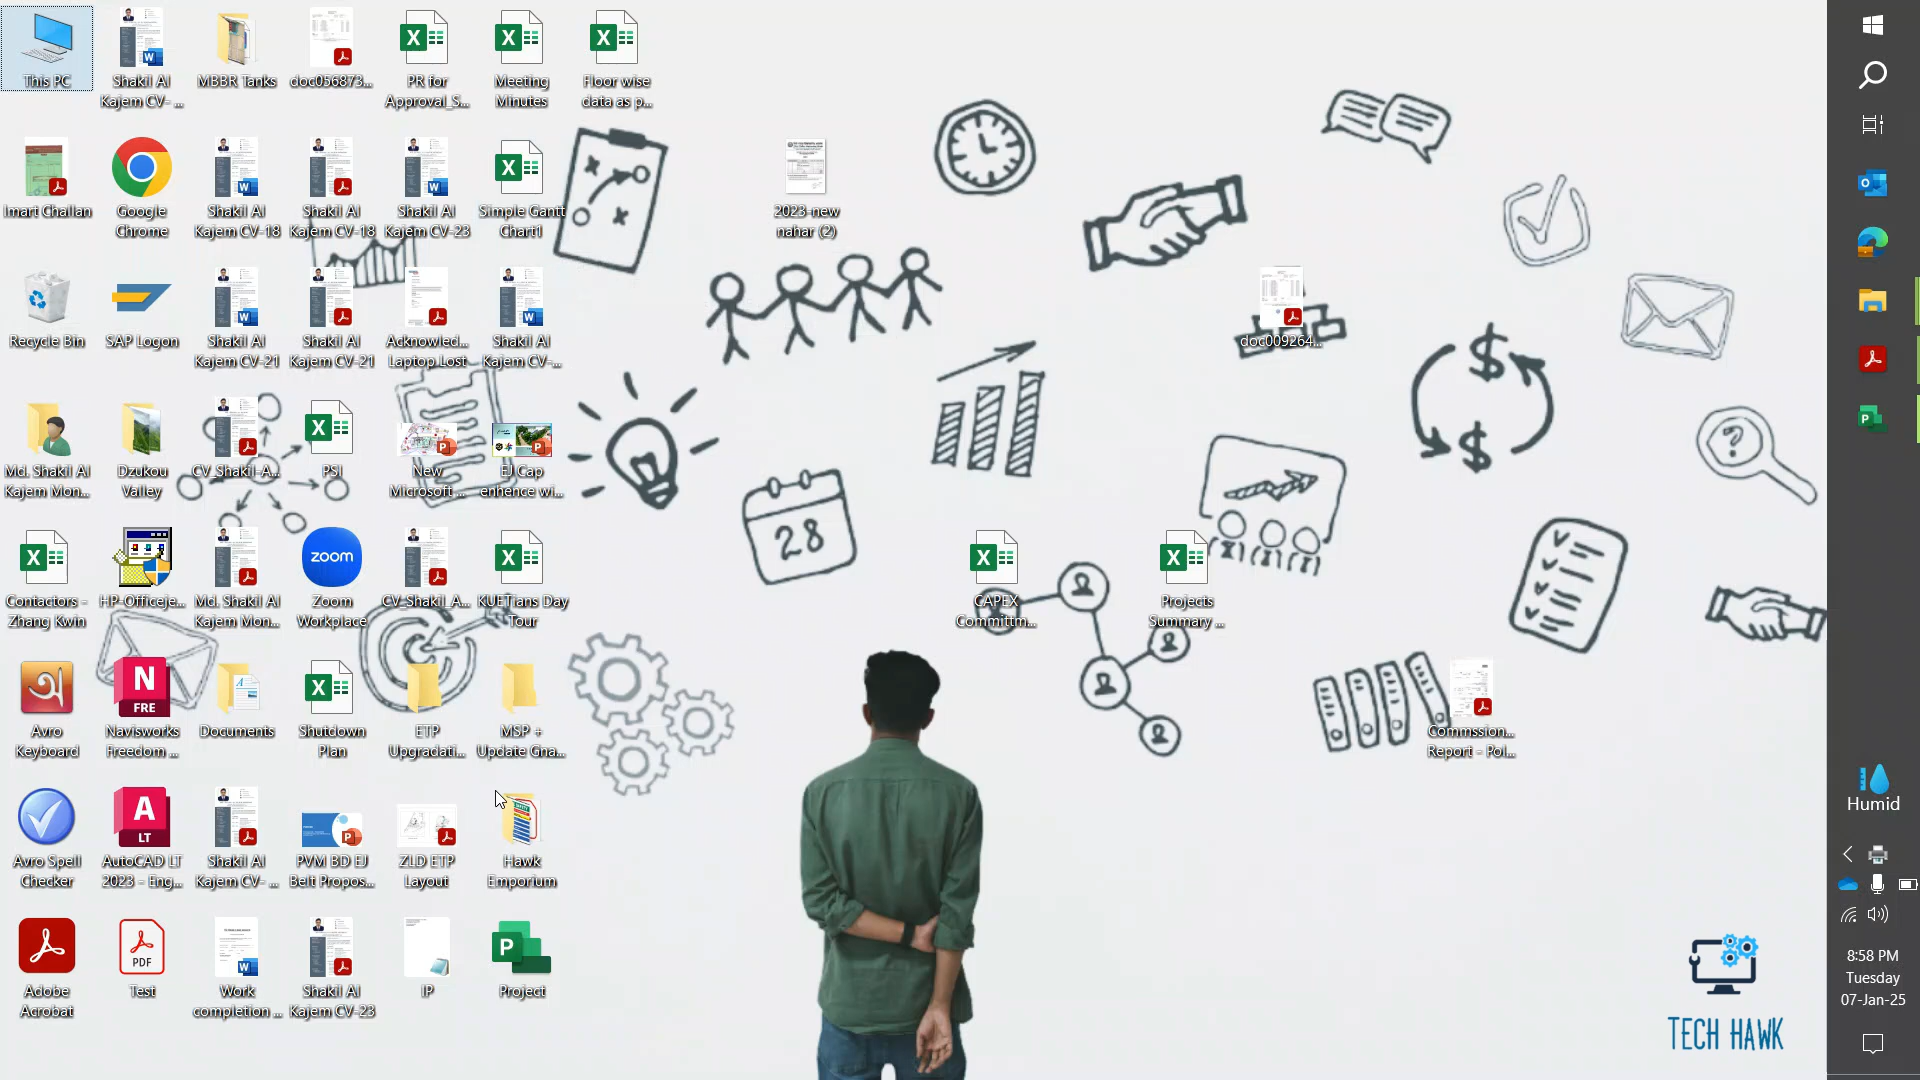 This PC
Shakil Al
Kajem CV- ...
MBBR Tanks
doc056873...
PR for
Approval_S...
Meeting
Minutes
Floor wise
data as p...
Imart Challan
Google
Chrome
Shakil Al
Kajem CV-18
Shakil Al
Kajem CV-18
Shakil Al
Kajem CV-23
Simple Gantt
Chart1
2023-new
nahar (2)
Recycle Bin
SAP Logon
Shakil Al
Kajem CV-21
Shakil Al
Kajem CV-21
Acknowled...
Laptop Lost
Shakil Al
Kajem CV-...
doc009264...
Md. Shakil Al
Kajem Mon...
Dzukou
Valley
CV_Shakil-A...
PSI
New
Microsoft ...
EJ Cap
enhence wi...
28
zoom
Contactors -
Zhang Kwin
HP-Officeje...
Md. Shakil Al
Kajem Mon...
Zoom
Workplace
CV_Shakil_A...
KUETians Day
Tour
CAPEX
Committm...
Projects
Summary ...
অ
N
FRE
Avro
Keyboard
Navisworks
Freedom ...
Documents
Shutdown
Plan
ETP
Upgradati...
MSP +
Update Gna...
Commssion...
Report - Pol...
A
LT
Avro Spell
Checker
AutoCAD LT
2023 - Eng...
Shakil Al
Kajem CV- ...
PVM BD EJ
Belt Propos...
ZLD ETP
Layout
Hawk
Emporium
Humid
PDF
Adobe
Acrobat
Test
Work
completion ...
Shakil Al
Kajem CV-23
IP
Project
8:58 PM
Tuesday
07-Jan-25
TECH HAWK